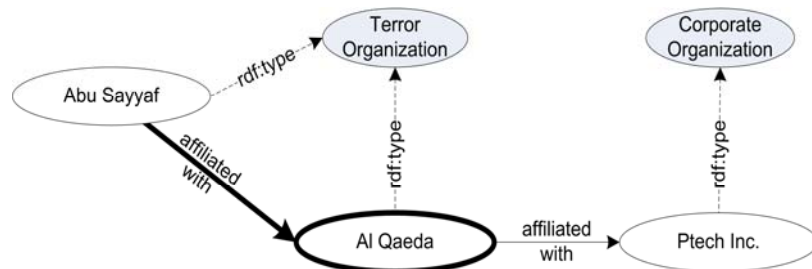 Terror
Organization
Corporate
Organization
rdf:type
Abu Sayyaf
affiliated
with
rdf:type
rdf:type
Al Qaeda
affiliated
with
Ptech Inc.